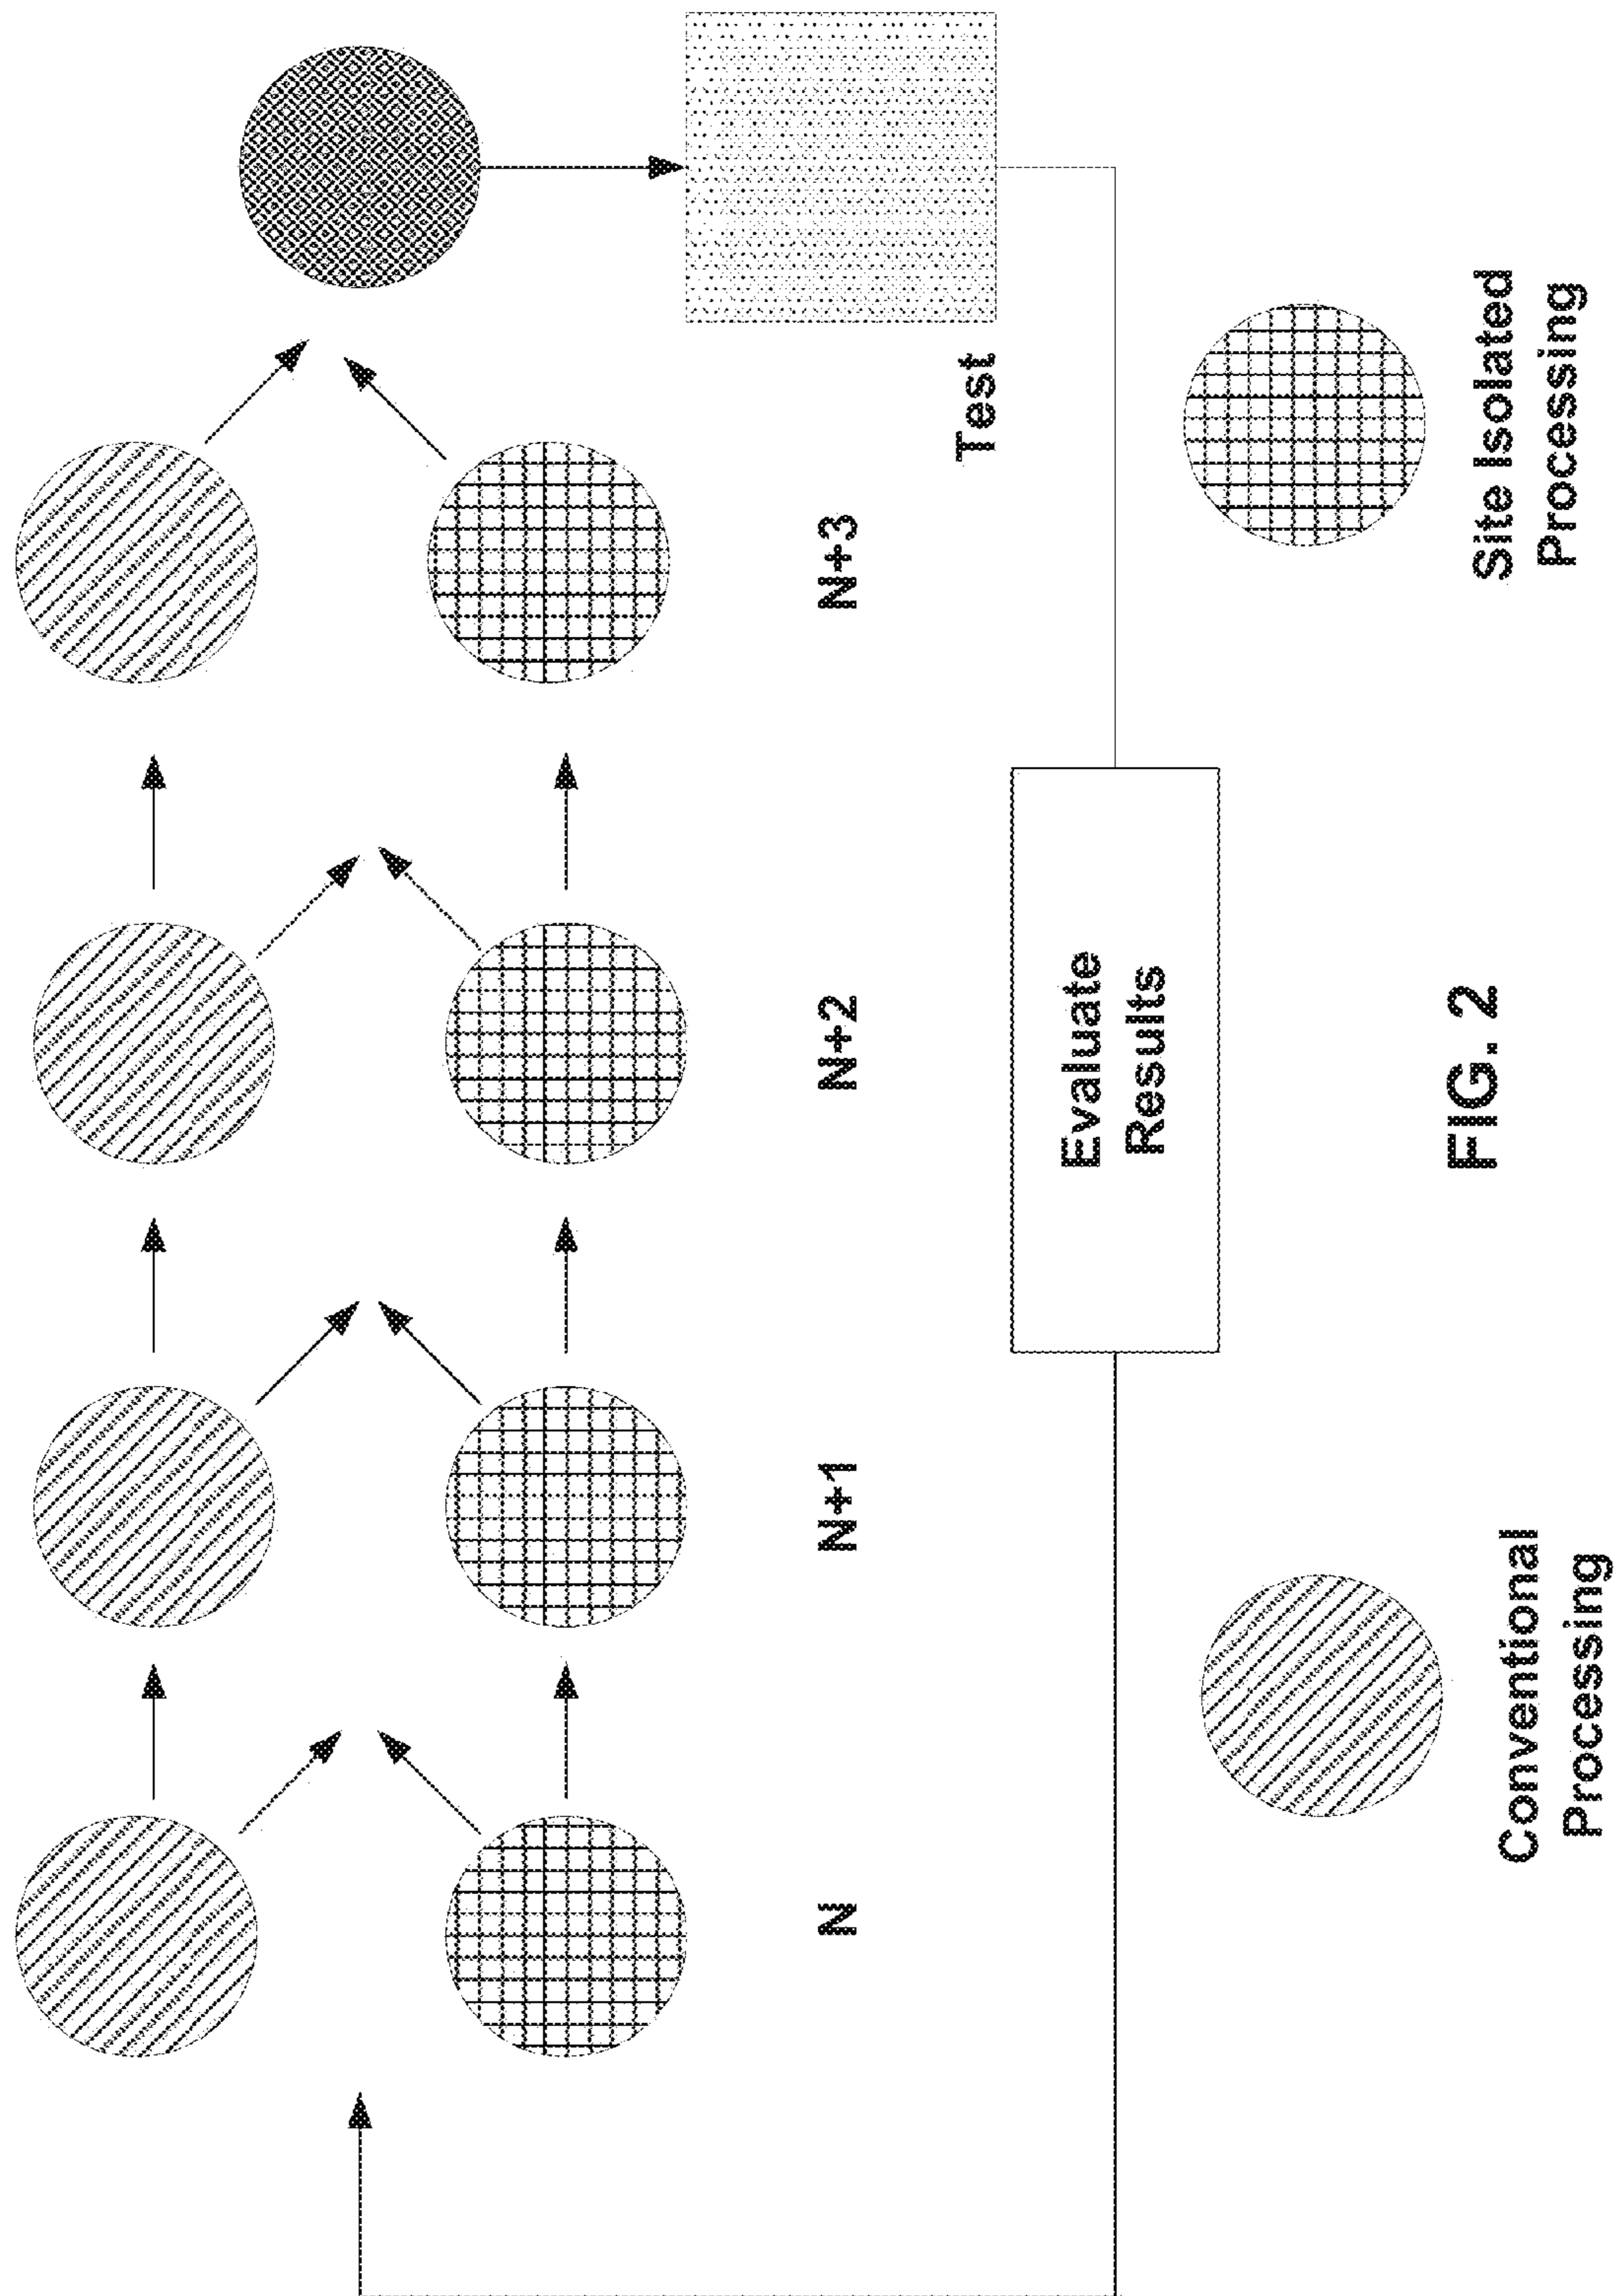 N
N+1
N+2
N+3
Test
Evaluate
Results
Conventional
Processing
Site Isolated
Processing
FIG. 2